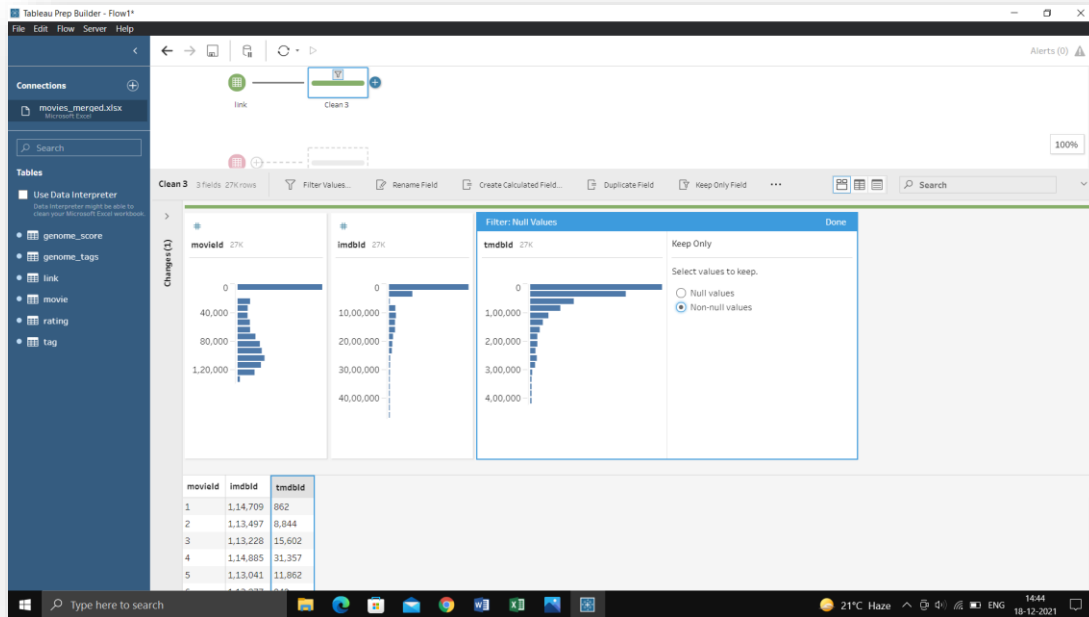 Tableau Prep Builder - Flow1*
File Edit Flow Server Help
Alerts (0)
Connections
movies_merged.xlsx
Microsoft Excel
Search
Tables
Use Data Interpreter
Data Interpreter might be able to
clean your Microsoft Excel workbook.
genome_score
genome_tags
link
movie
rating
tag
link
Clean 3
100%
Clean 3 3 fields 27K rows Filter Values... Rename Field Create Calculated Field... Duplicate Field Keep Only Field ... Search
Changes (1)
#
movieId 27K
0
40,000
80,000
1,20,000
#
imdbId 27K
0
10,00,000
20,00,000
30,00,000
40,00,000
Filter: Null Values Done
tmdbId 27K
0
1,00,000
2,00,000
3,00,000
4,00,000
Keep Only
Select values to keep.
Null values
Non-null values
movieId imdbId tmdbId
1 1,14,709 862
2 1,13,497 8,844
3 1,13,228 15,602
4 1,14,885 31,357
5 1,13,041 11,862
Type here to search
21°C Haze
ENG
14:44
18-12-2021